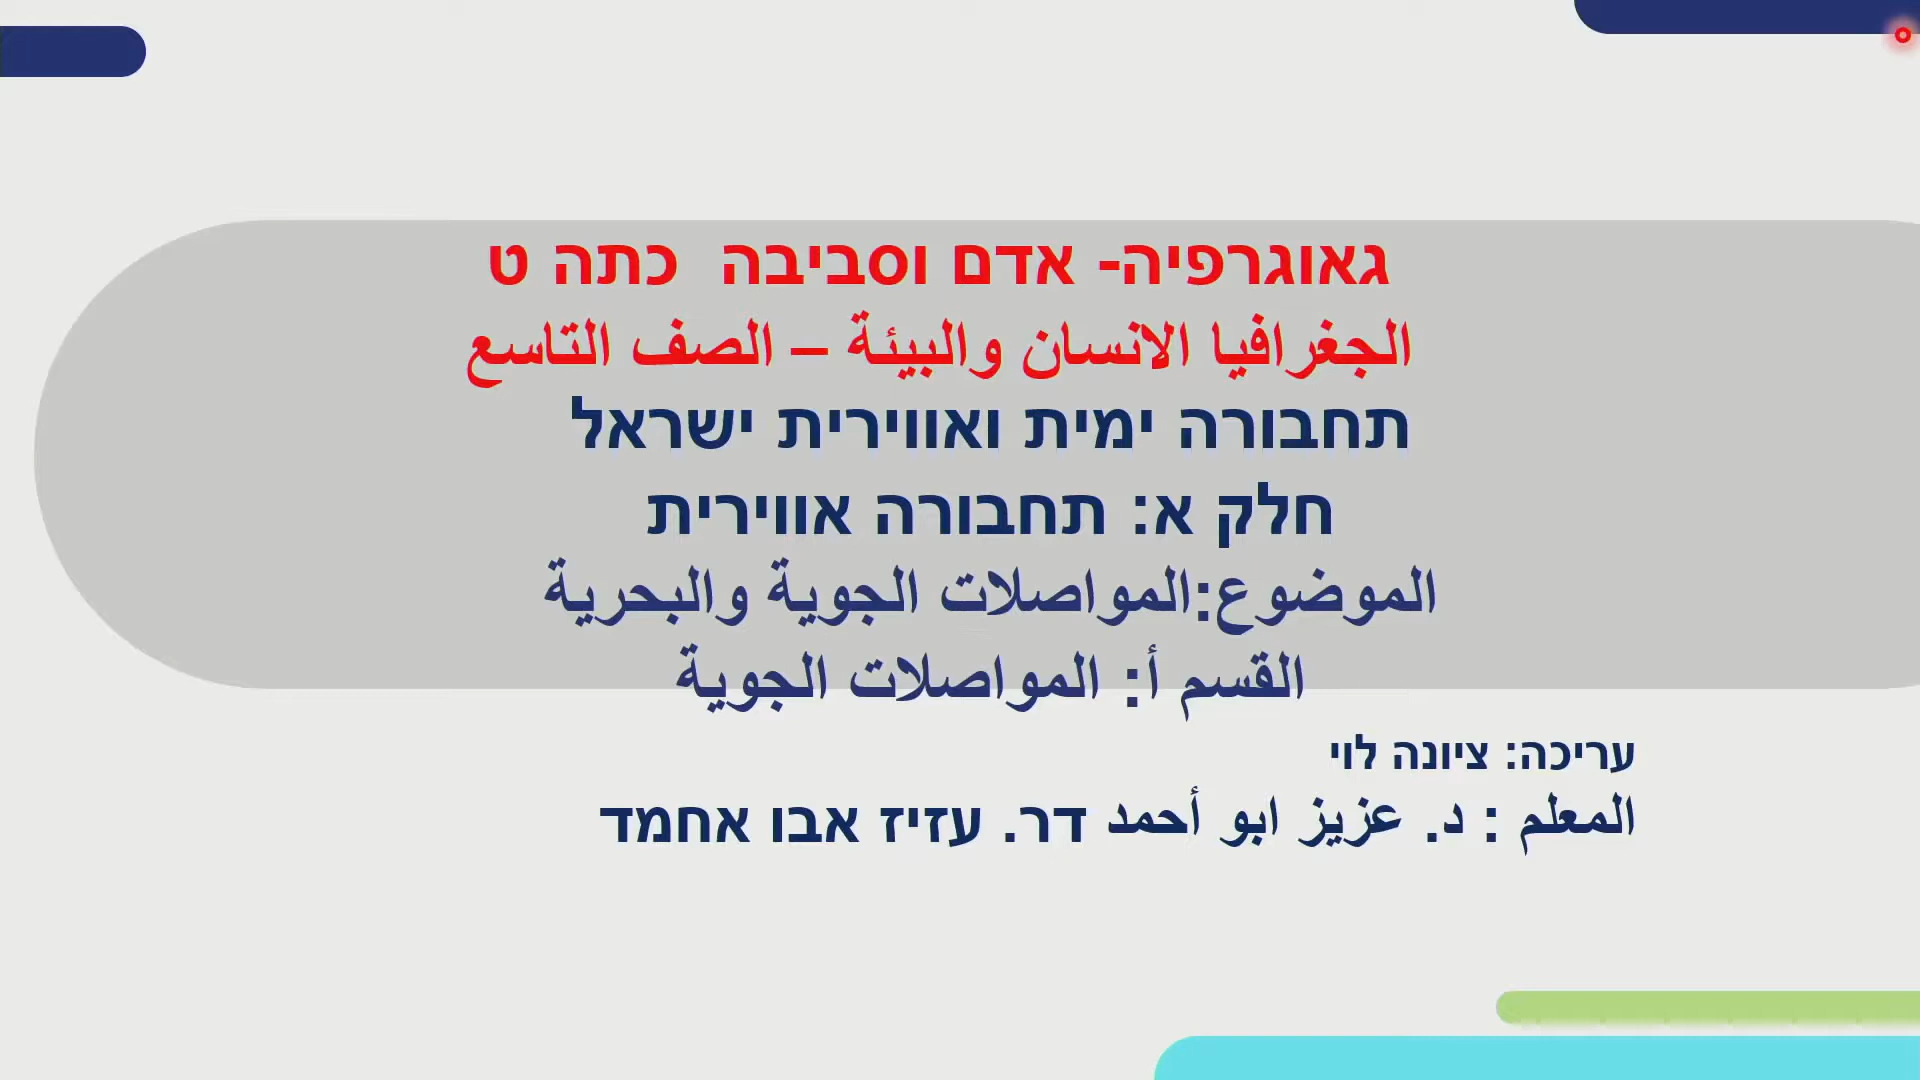 גאוגרפיה- אדם וסביבה כתה ט
الجغرافيا الانسان والبيئة – الصف التاسع
תחבורה ימית ואווירית ישראל
חלק א: תחבורה אווירית
الموضوع:المواصلات الجوية والبحرية
القسم أ: المواصلات الجوية
עריכה: ציונה לוי
المعلم : د. عزيز ابو أحمد דר. עזיז אבו אחמד